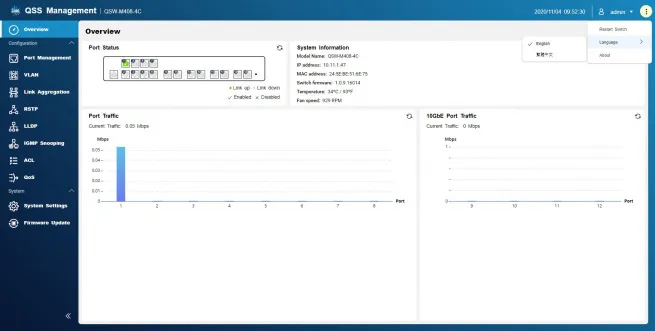 QSS Management | QSW-M408-4C
2020/11/04 09:52:30
admin
Overview
Configuration
Port Management
VLAN
Link Aggregation
RSTP
LLDP
IGMP Snooping
ACL
QoS
System
System Settings
Firmware Update
Restart Switch
Language
About
English
繁體中文
Overview
Port Status
Link up
Link down
Enabled
Disabled
System Information
Model Name: QSW-M408-4C
IP address: 10.11.1.47
MAC address: 24:5E:BE:51:6E:75
Switch firmware: 1.0.9.16014
Temperature: 34°C / 93°F
Fan speed: 929 RPM
Port Traffic
Current Traffic: 0.05 Mbps
Mbps
0.05
0.04
0.03
0.02
0.01
0
1 2 3 4 5 6 7 8 Port
10GbE Port Traffic
Current Traffic: 0 Mbps
Mbps
1
0
9 10 11 12 Port